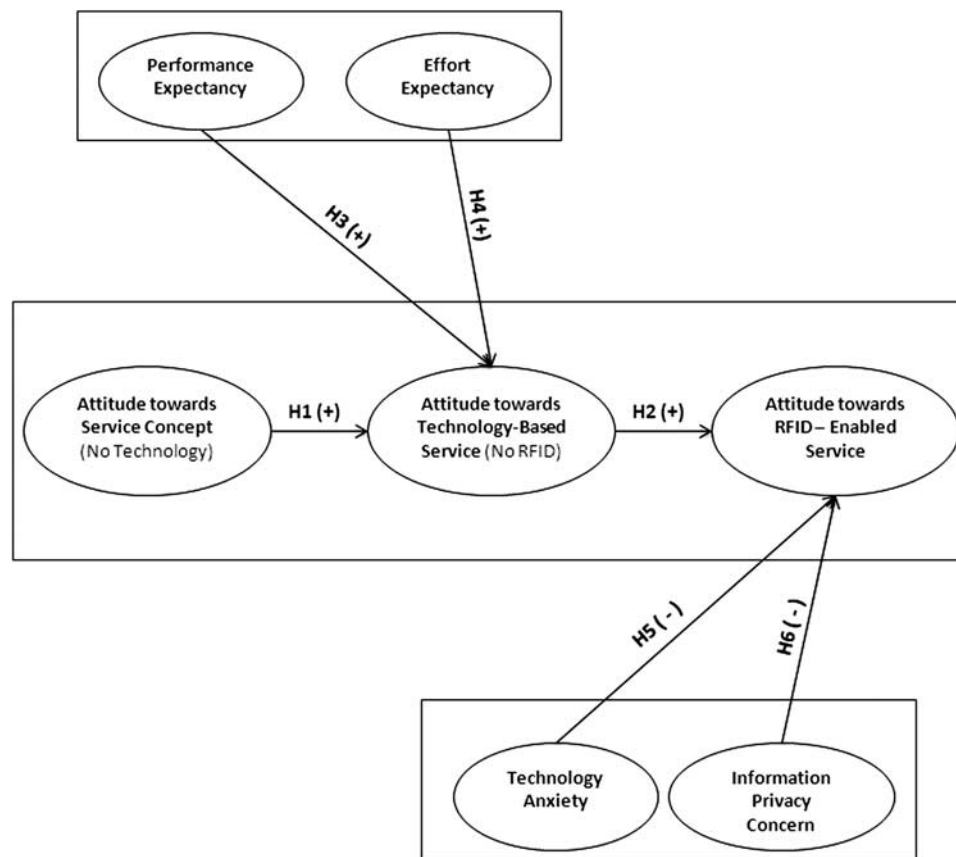 Performance
Expectancy
Effort
Expectancy
H3 (+)
H4 (+)
Attitude towards
Service Concept
(No Technology)
H1 (+)
Attitude towards
Technology-Based
Service (No RFID)
H2 (+)
Attitude towards
RFID – Enabled
Service
H5 ( - )
H6 ( - )
Technology
Anxiety
Information
Privacy
Concern